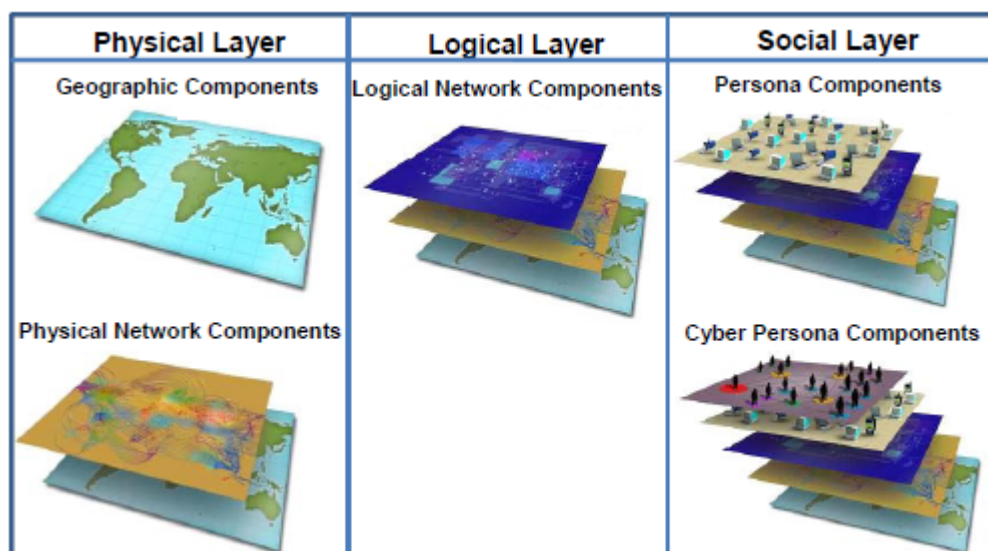 Physical Layer
Logical Layer
Social Layer
Geographic Components
Logical Network Components
Persona Components
Physical Network Components
Cyber Persona Components